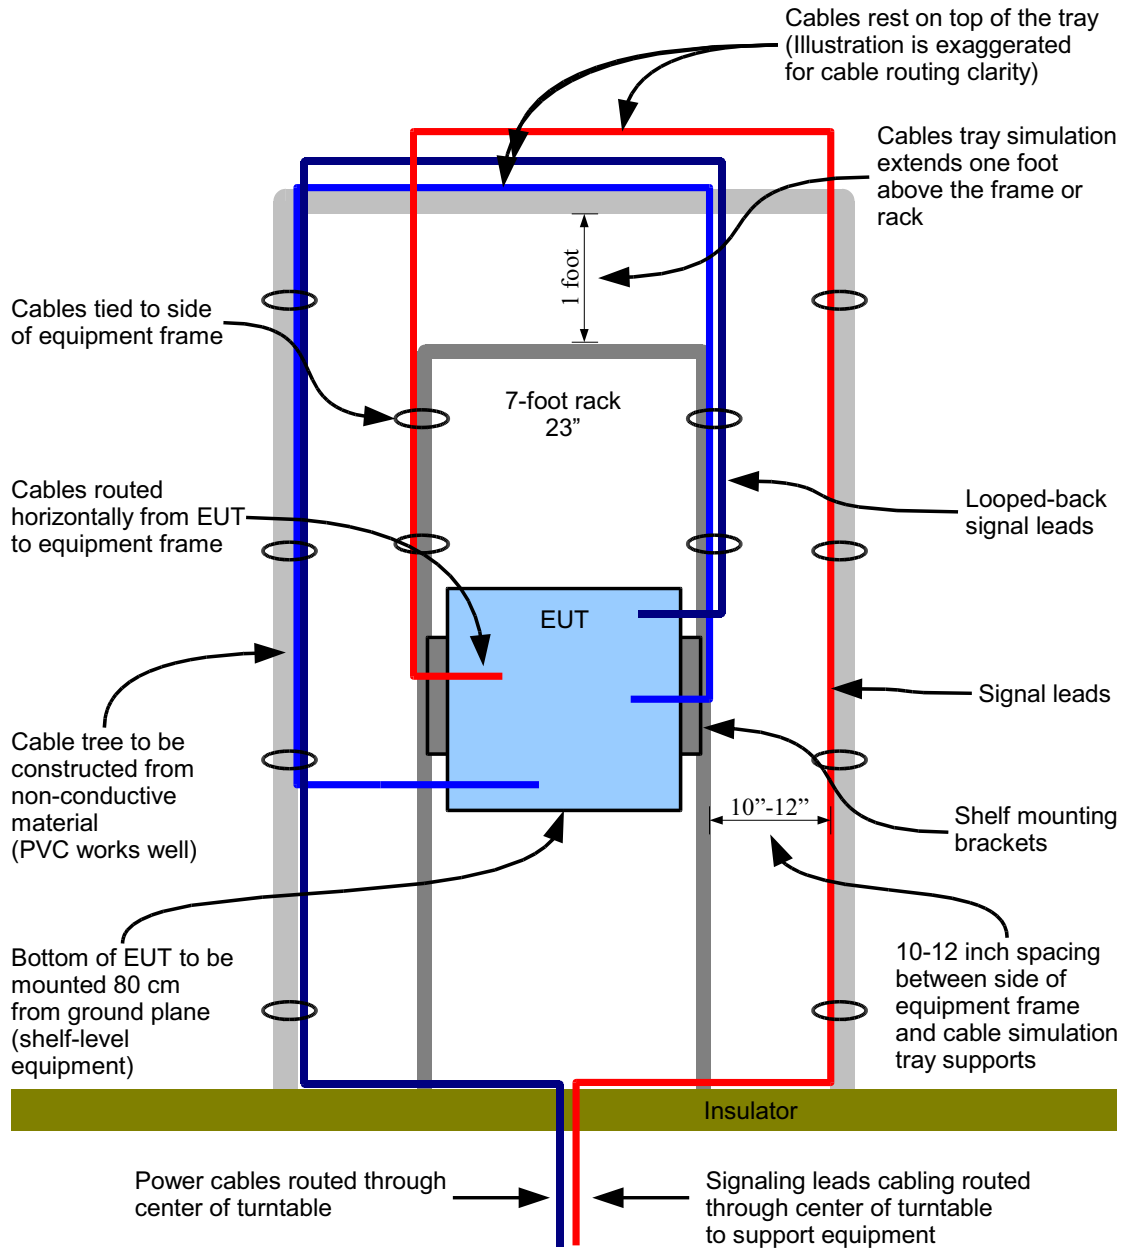 Cables rest on top of the tray
(Illustration is exaggerated
for cable routing clarity)
Cables tray simulation
extends one foot
above the frame or
rack
1 foot
Cables tied to side
of equipment frame
7-foot rack
23”
Cables routed
horizontally from EUT
to equipment frame
Looped-back
signal leads
EUT
Signal leads
Cable tree to be
constructed from
non-conductive
material
(PVC works well)
10”-12”
Shelf mounting
brackets
Bottom of EUT to be
mounted 80 cm
from ground plane
(shelf-level
equipment)
10-12 inch spacing
between side of
equipment frame
and cable simulation
tray supports
Insulator
Power cables routed through
center of turntable
Signaling leads cabling routed
through center of turntable
to support equipment